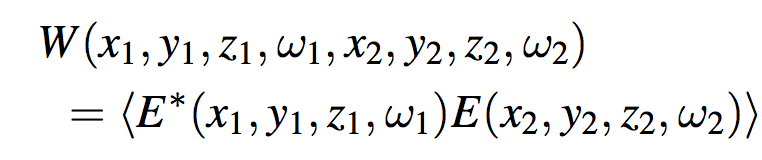 W(x₁, y₁, z₁, ω₁, x₂, y₂, z₂, ω₂)
= ⟨E*(x₁, y₁, z₁, ω₁)E(x₂, y₂, z₂, ω₂)⟩